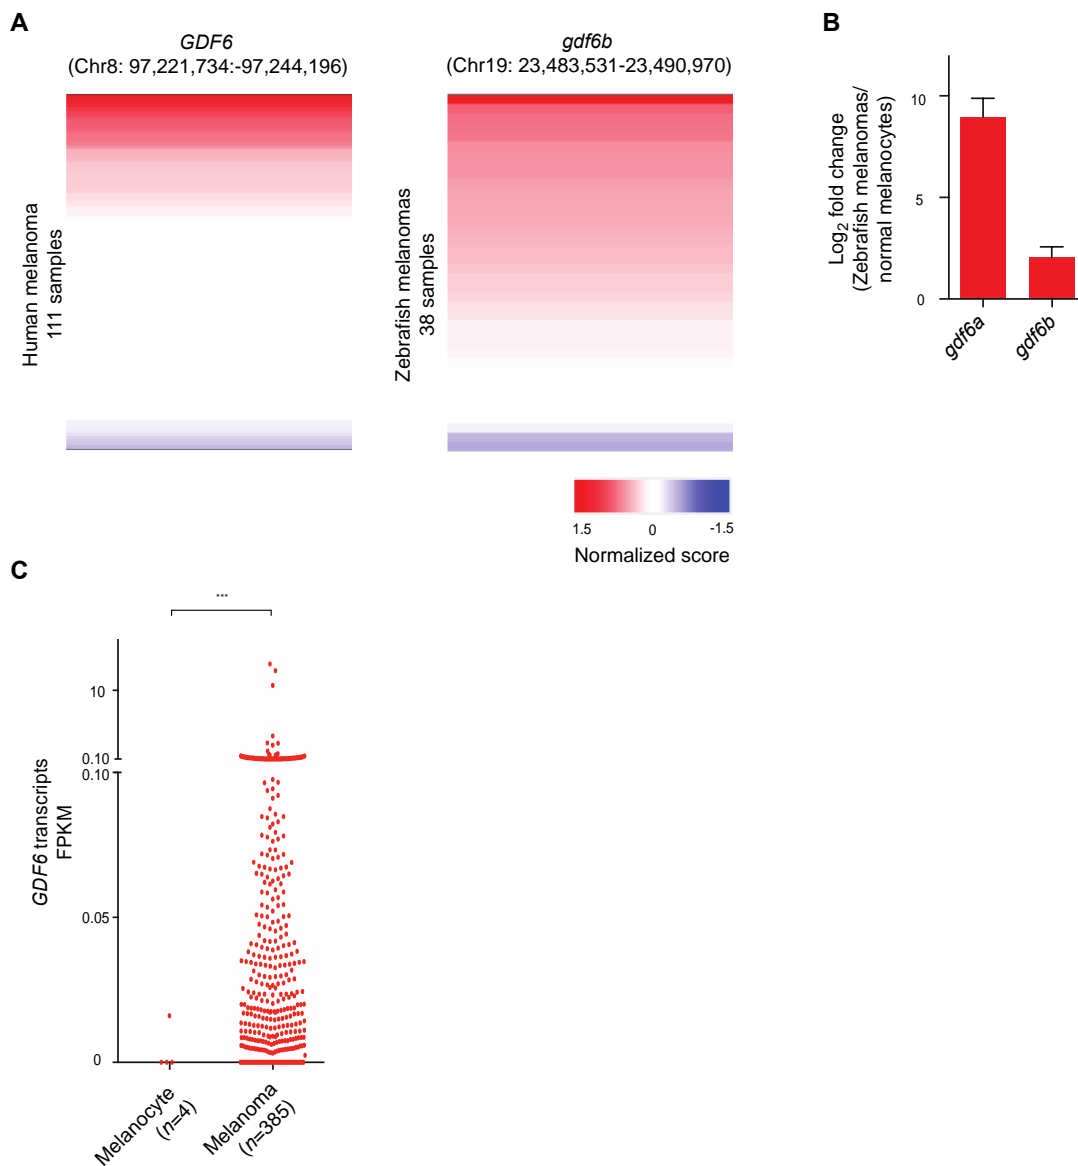 A
GDF6
(Chr8: 97,221,734:-97,244,196)
Human melanoma
111 samples
gdf6b
(Chr19: 23,483,531-23,490,970)
Zebrafish melanomas
38 samples
1.5 0 -1.5
Normalized score
B
Log2 fold change
(Zebrafish melanomas/
normal melanocytes)
10
5
0
gdf6a
gdf6b
C
***
GDF6 transcripts
FPKM
10
0.10
0.10
0.05
0
Melanocyte
(n=4)
Melanoma
(n=385)